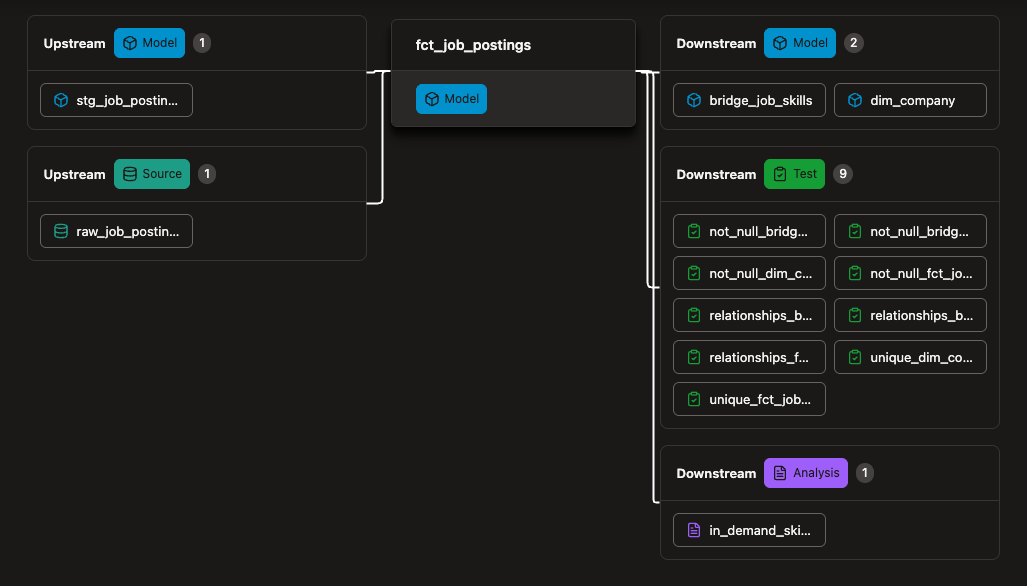 Upstream Model 1
stg_job_postin...
Upstream Source 1
raw_job_postin...
fct_job_postings
Model
Downstream Model 2
bridge_job_skills dim_company
Downstream Test 9
not_null_bridg... not_null_bridg...
not_null_dim_c... not_null_fct_jo...
relationships_b... relationships_b...
relationships_f... unique_dim_co...
unique_fct_job...
Downstream Analysis 1
in_demand_ski...